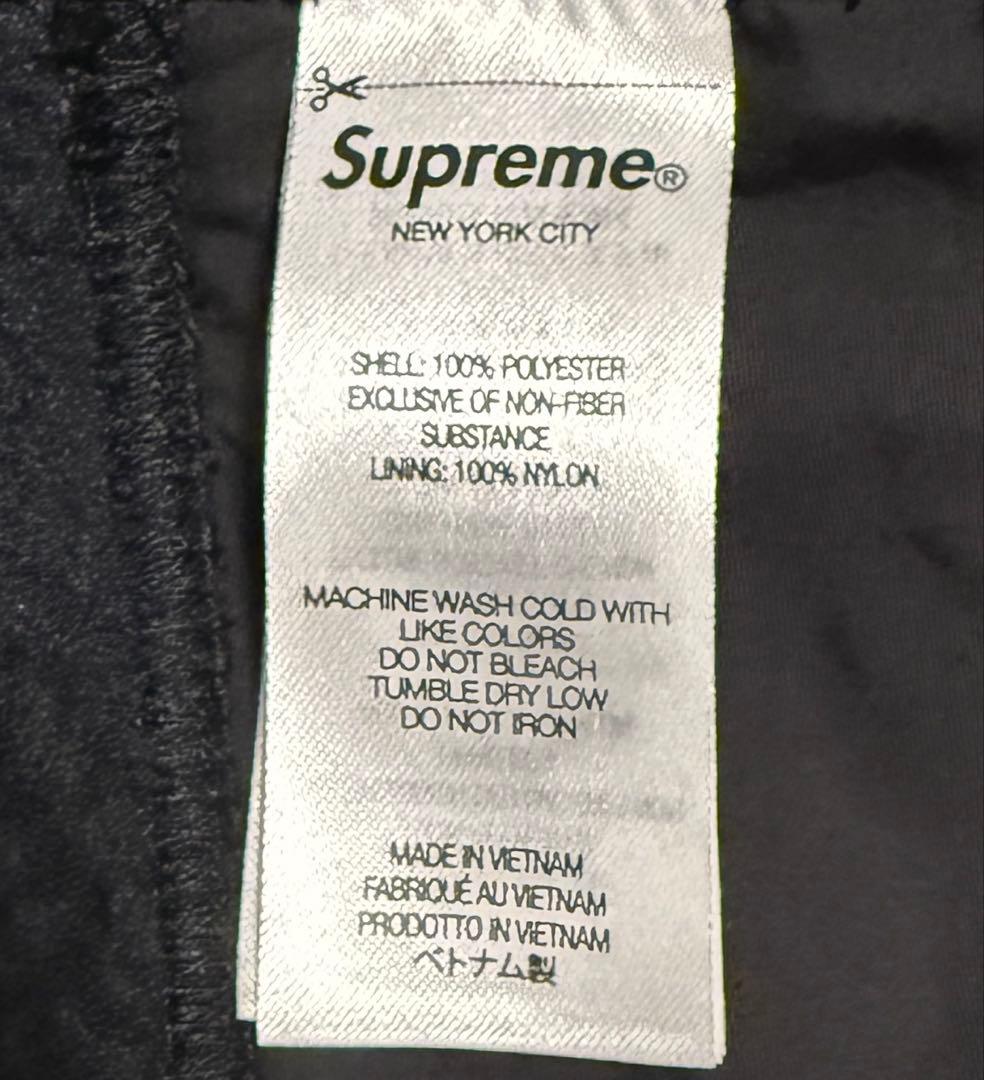 Supreme®
NEW YORK CITY
SHELL: 100% POLYESTER
EXCLUSIVE OF NON-FIBER
SUBSTANCE
LINING: 100% NYLON
MACHINE WASH COLD WITH
LIKE COLORS
DO NOT BLEACH
TUMBLE DRY LOW
DO NOT IRON
MADE IN VIETNAM
FABRIQUÉ AU VIETNAM
PRODOTTO IN VIETNAM
ベトナム製